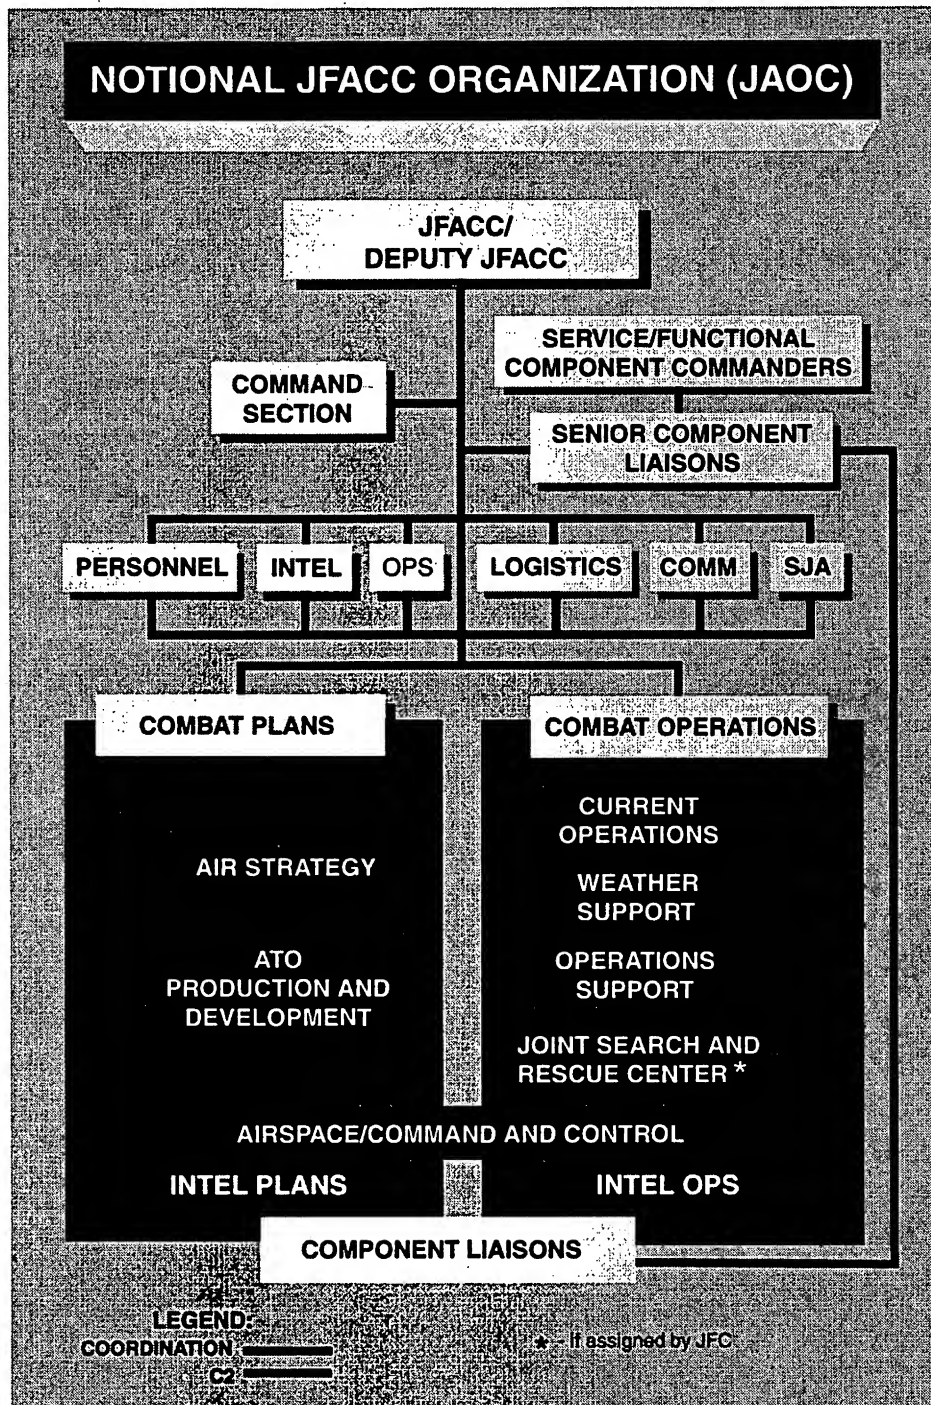 NOTIONAL JFACC ORGANIZATION (JAOC)
JFACC/
DEPUTY JFACC
SERVICE/FUNCTIONAL
COMPONENT COMMANDERS
COMMAND
SECTION
SENIOR COMPONENT
LIAISONS
PERSONNEL
INTEL
OPS
LOGISTICS
COMM
SJA
COMBAT PLANS
AIR STRATEGY
ATO
PRODUCTION AND
DEVELOPMENT
COMBAT OPERATIONS
CURRENT
OPERATIONS
WEATHER
SUPPORT
OPERATIONS
SUPPORT
JOINT SEARCH AND
RESCUE CENTER *
AIRSPACE/COMMAND AND CONTROL
INTEL PLANS
INTEL OPS
COMPONENT LIAISONS
LEGEND:
COORDINATION
C2
* - If assigned by JFC